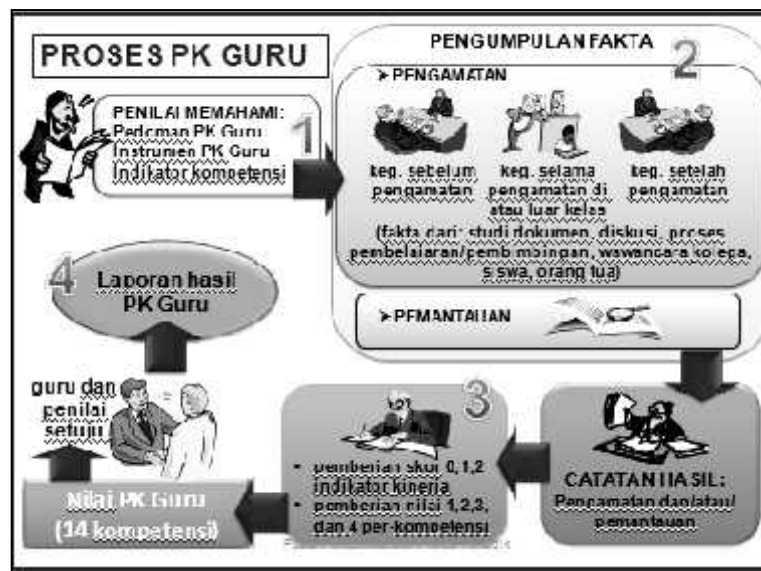 PROSES PK GURU
1
PENILAI MEMAHAMI:
Pedoman PK Guru
Instrumen PK Guru
Indikator kompetensi
PENGUMPULAN FAKTA
2
➤PENGAMATAN
keg. sebelum
pengamatan
keg. selama
pengamatan di
atau luar kelas
keg. setelah
pengamatan
(fakta dari: studi dokumen, diskusi, proses
pembelajaran/pembimbingan, wawancara kolega,
siswa, orang tua)
➤PEMANTAUAN
CATATAN HASIL:
Pengamatan dan/atau/
pemantauan
3
• pemberian skor 0,1,2
indikator kinerja
• pemberian nilai 1,2,3,
dan 4 per-kompetensi
Nilai PK Guru
(14 kompetensi)
guru dan
penilai
setuju
4
Laporan hasil
PK Guru